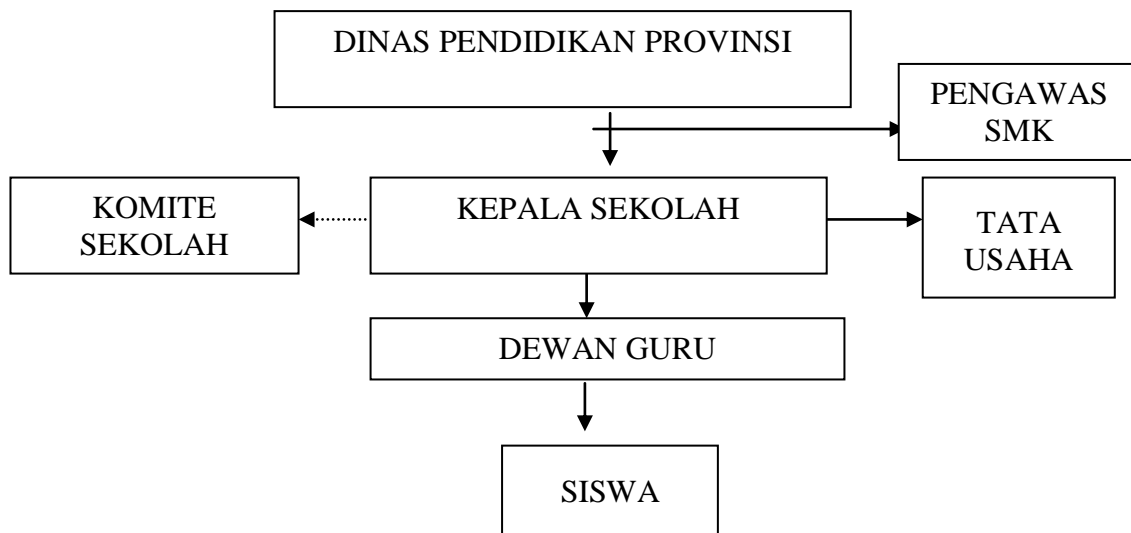 DINAS PENDIDIKAN PROVINSI
PENGAWAS
SMK
KOMITE
SEKOLAH
KEPALA SEKOLAH
TATA
USAHA
DEWAN GURU
SISWA